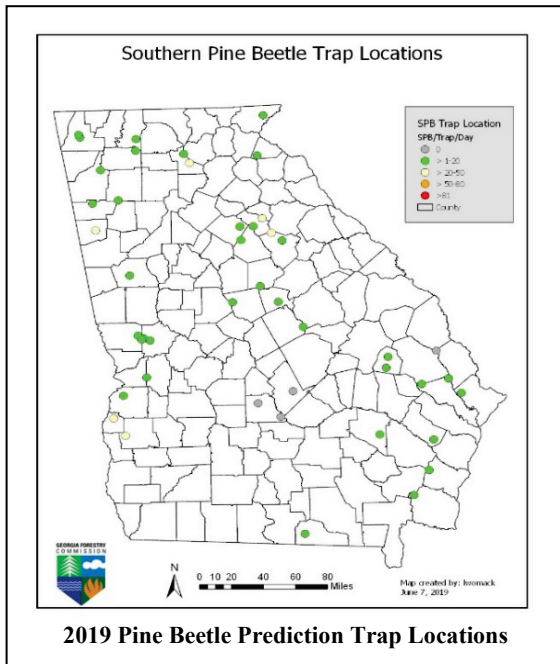 Southern Pine Beetle Trap Locations
SPB Trap Location
SPB/Trap/Day
0
> 1-20
> 20-50
> 50-80
>81
County
GEORGIA FORESTRY
COMMISSION
N
0 10 20 40 60 80
Miles
Map created by: lwomack
June 7, 2019
2019 Pine Beetle Prediction Trap Locations